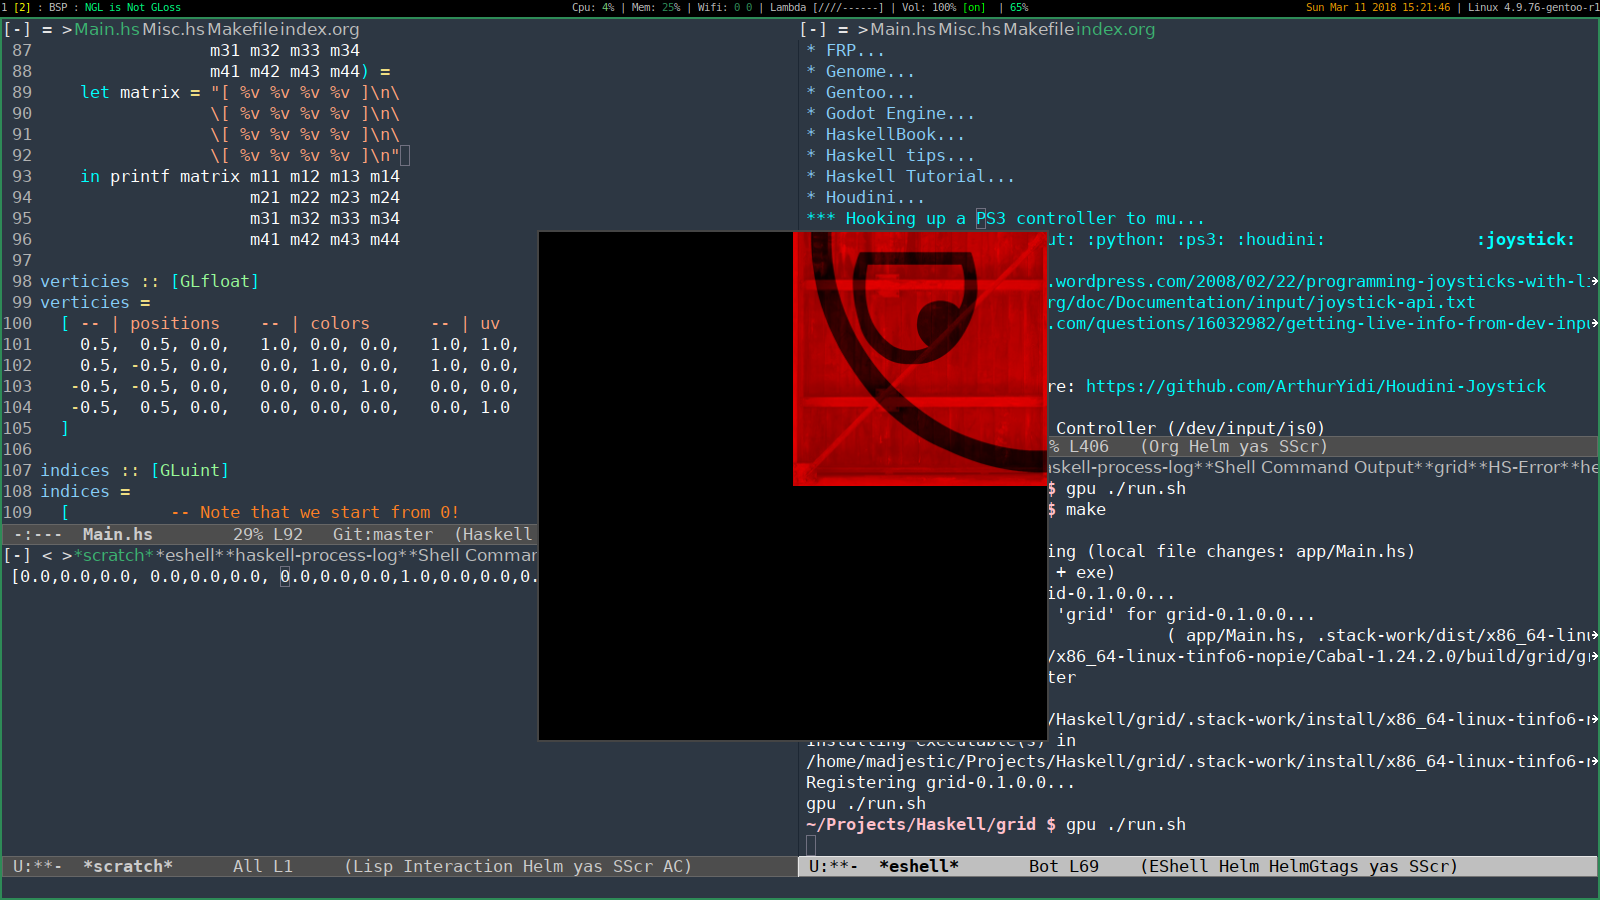 1 [2] : BSP : NGL is Not GLoss
Cpu: 4% | Mem: 25% | Wifi: 0 0 | Lambda [////------] | Vol: 100% [on]  | 65%
Sun Mar 11 2018 15:21:46 | Linux 4.9.76-gentoo-r1
[-] = >Main.hs Misc.hs Makefile index.org
87                  m31 m32 m33 m34
88                  m41 m42 m43 m44) =
89     let matrix = "[ %v %v %v %v ]\n\
90                  \[ %v %v %v %v ]\n\
91                  \[ %v %v %v %v ]\n\
92                  \[ %v %v %v %v ]\n"
93     in printf matrix m11 m12 m13 m14
94                      m21 m22 m23 m24
95                      m31 m32 m33 m34
96                      m41 m42 m43 m44
97
98 verticies :: [GLfloat]
99 verticies =
100   [ -- | positions    -- | colors      -- | uv
101     0.5,  0.5, 0.0,   1.0, 0.0, 0.0,   1.0, 1.0,
102     0.5, -0.5, 0.0,   0.0, 1.0, 0.0,   1.0, 0.0,
103    -0.5, -0.5, 0.0,   0.0, 0.0, 1.0,   0.0, 0.0,
104    -0.5,  0.5, 0.0,   0.0, 0.0, 0.0,   0.0, 1.0
105   ]
106
107 indices :: [GLuint]
108 indices =
109   [          -- Note that we start from 0!
-:---  Main.hs        29% L92   Git:master  (Haskell
[-] < >*scratch**eshell**haskell-process-log**Shell Comman
[0.0,0.0,0.0, 0.0,0.0,0.0, 0.0,0.0,0.0,1.0,0.0,0.0,0.
U:**-  *scratch*      All L1     (Lisp Interaction Helm yas SScr AC)
[-] = >Main.hs Misc.hs Makefile index.org
* FRP...
* Genome...
* Gentoo...
* Godot Engine...
* HaskellBook...
* Haskell tips...
* Haskell Tutorial...
* Houdini...
*** Hooking up a PS3 controller to mu...
ut: :python: :ps3: :houdini:               :joystick:
.wordpress.com/2008/02/22/programming-joysticks-with-li
rg/doc/Documentation/input/joystick-api.txt
.com/questions/16032982/getting-live-info-from-dev-inpu
re: https://github.com/ArthurYidi/Houdini-Joystick
Controller (/dev/input/js0)
% L406   (Org Helm yas SScr)
skell-process-log**Shell Command Output**grid**HS-Error**he
$ gpu ./run.sh
$ make
ing (local file changes: app/Main.hs)
+ exe)
id-0.1.0.0...
'grid' for grid-0.1.0.0...
( app/Main.hs, .stack-work/dist/x86_64-linu
/x86_64-linux-tinfo6-nopie/Cabal-1.24.2.0/build/grid/gr
ter
/Haskell/grid/.stack-work/install/x86_64-linux-tinfo6-n
Installing executable(s) in
/home/madjestic/Projects/Haskell/grid/.stack-work/install/x86_64-linux-tinfo6-n
Registering grid-0.1.0.0...
gpu ./run.sh
~/Projects/Haskell/grid $ gpu ./run.sh
U:**-  *eshell*       Bot L69    (EShell Helm HelmGtags yas SScr)